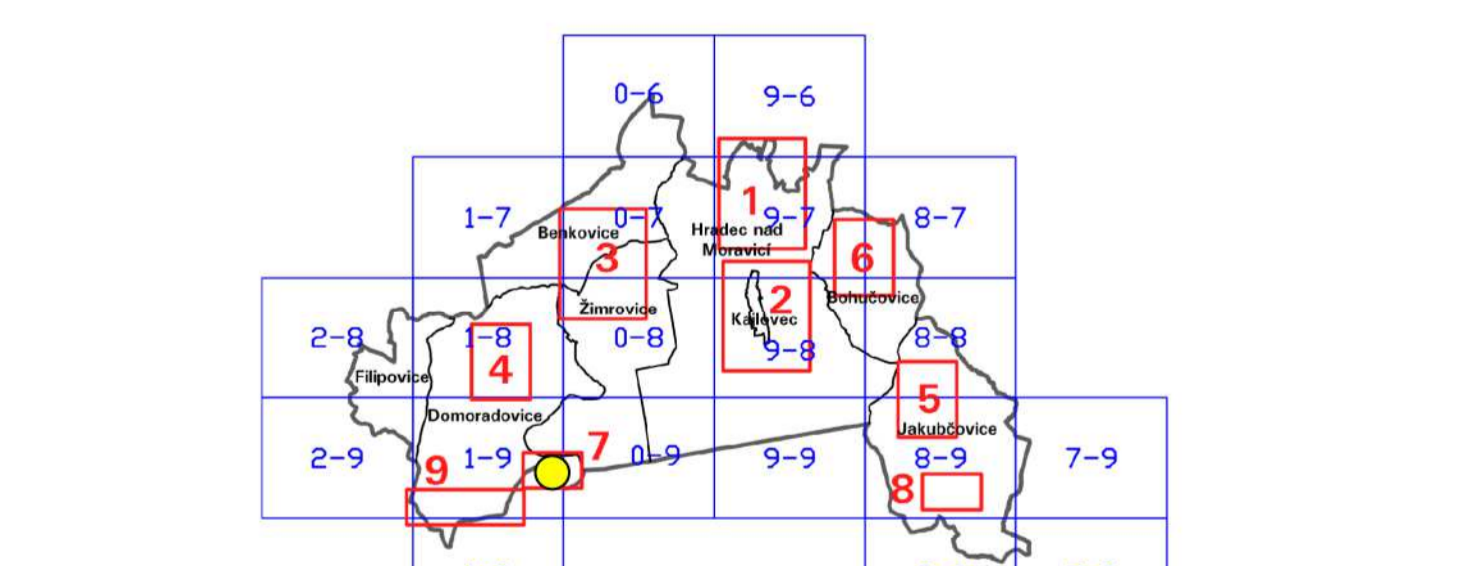 0-6
9-6
1-7
0-7
1
9-7
8-7
Benkovice
Hradec nad
Moravicí
3
6
2-8
1-8
Žimrovice
0-8
2
Kajlovec
9-8
Bohučovice
8-8
Filipovice
4
5
Domoradovice
Jakubčovice
2-9
9
1-9
7
0-9
9-9
8-9
8
7-9